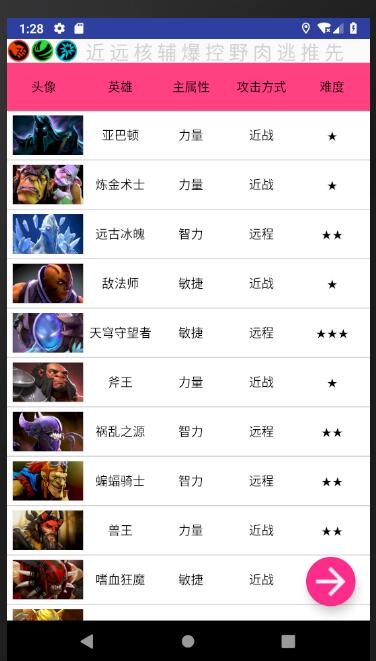 1:28
近远核辅爆控野肉逃推先
头像 英雄 主属性 攻击方式 难度
亚巴顿 力量 近战 ★
炼金术士 力量 近战 ★
远古冰魄 智力 远程 ★★
敌法师 敏捷 近战 ★
天穹守望者 敏捷 远程 ★★★
斧王 力量 近战 ★
祸乱之源 智力 远程 ★★
蝙蝠骑士 智力 远程 ★★
兽王 力量 近战 ★★
嗜血狂魔 敏捷 近战